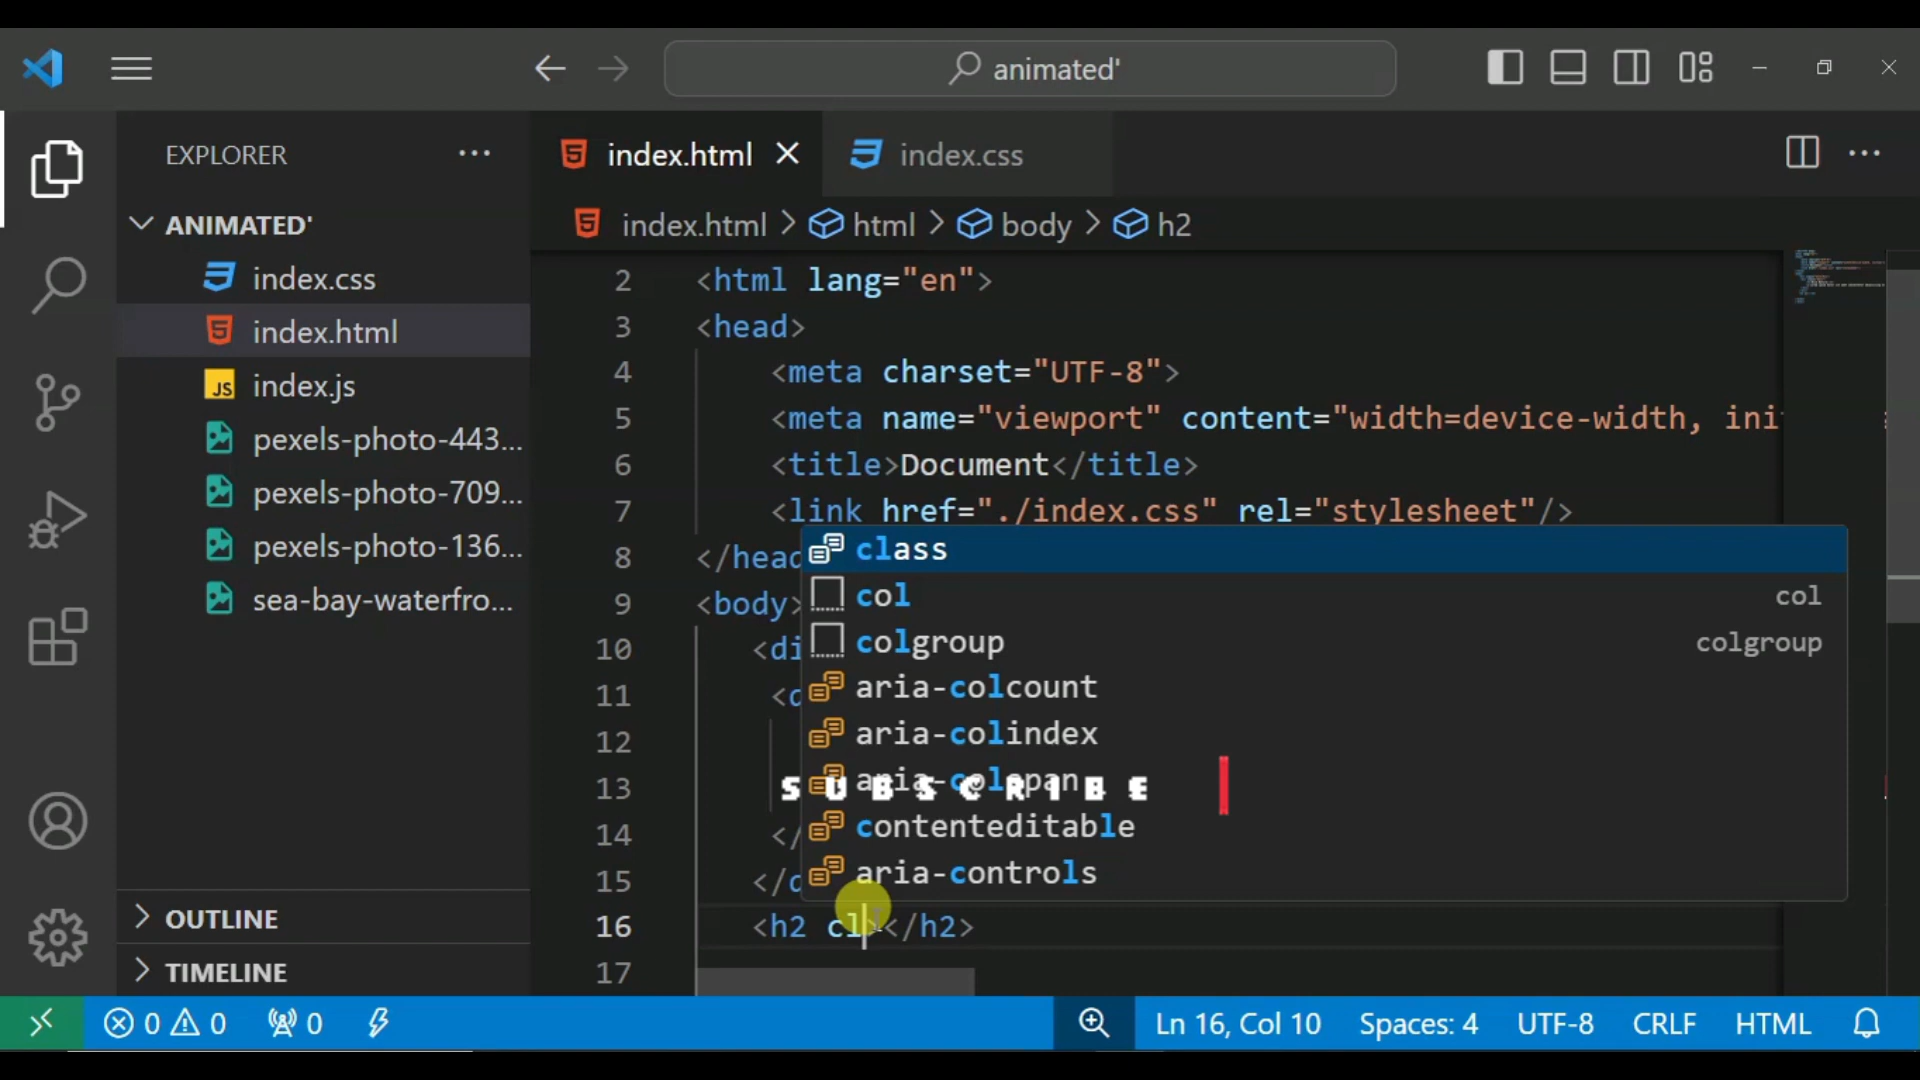 animated'
EXPLORER
index.html
index.css
ANIMATED'
index.html > html > body > h2
index.css
index.html
JS index.js
pexels-photo-443...
pexels-photo-709...
pexels-photo-136...
sea-bay-waterfro...
OUTLINE
TIMELINE
2 <html lang="en">
3 <head>
4 <meta charset="UTF-8">
5 <meta name="viewport" content="width=device-width, ini
6 <title>Document</title>
7 <link href="./index.css" rel="stylesheet"/>
8 </head
9 <body>
10 <di
11 <d
12
13
14 </
15 </d
16 <h2 cl></h2>
17
class
col col
colgroup colgroup
aria-colcount
aria-colindex
aria-colspan
SUBSCRIBE
contenteditable
aria-controls
0 0 0
Ln 16, Col 10 Spaces: 4 UTF-8 CRLF HTML